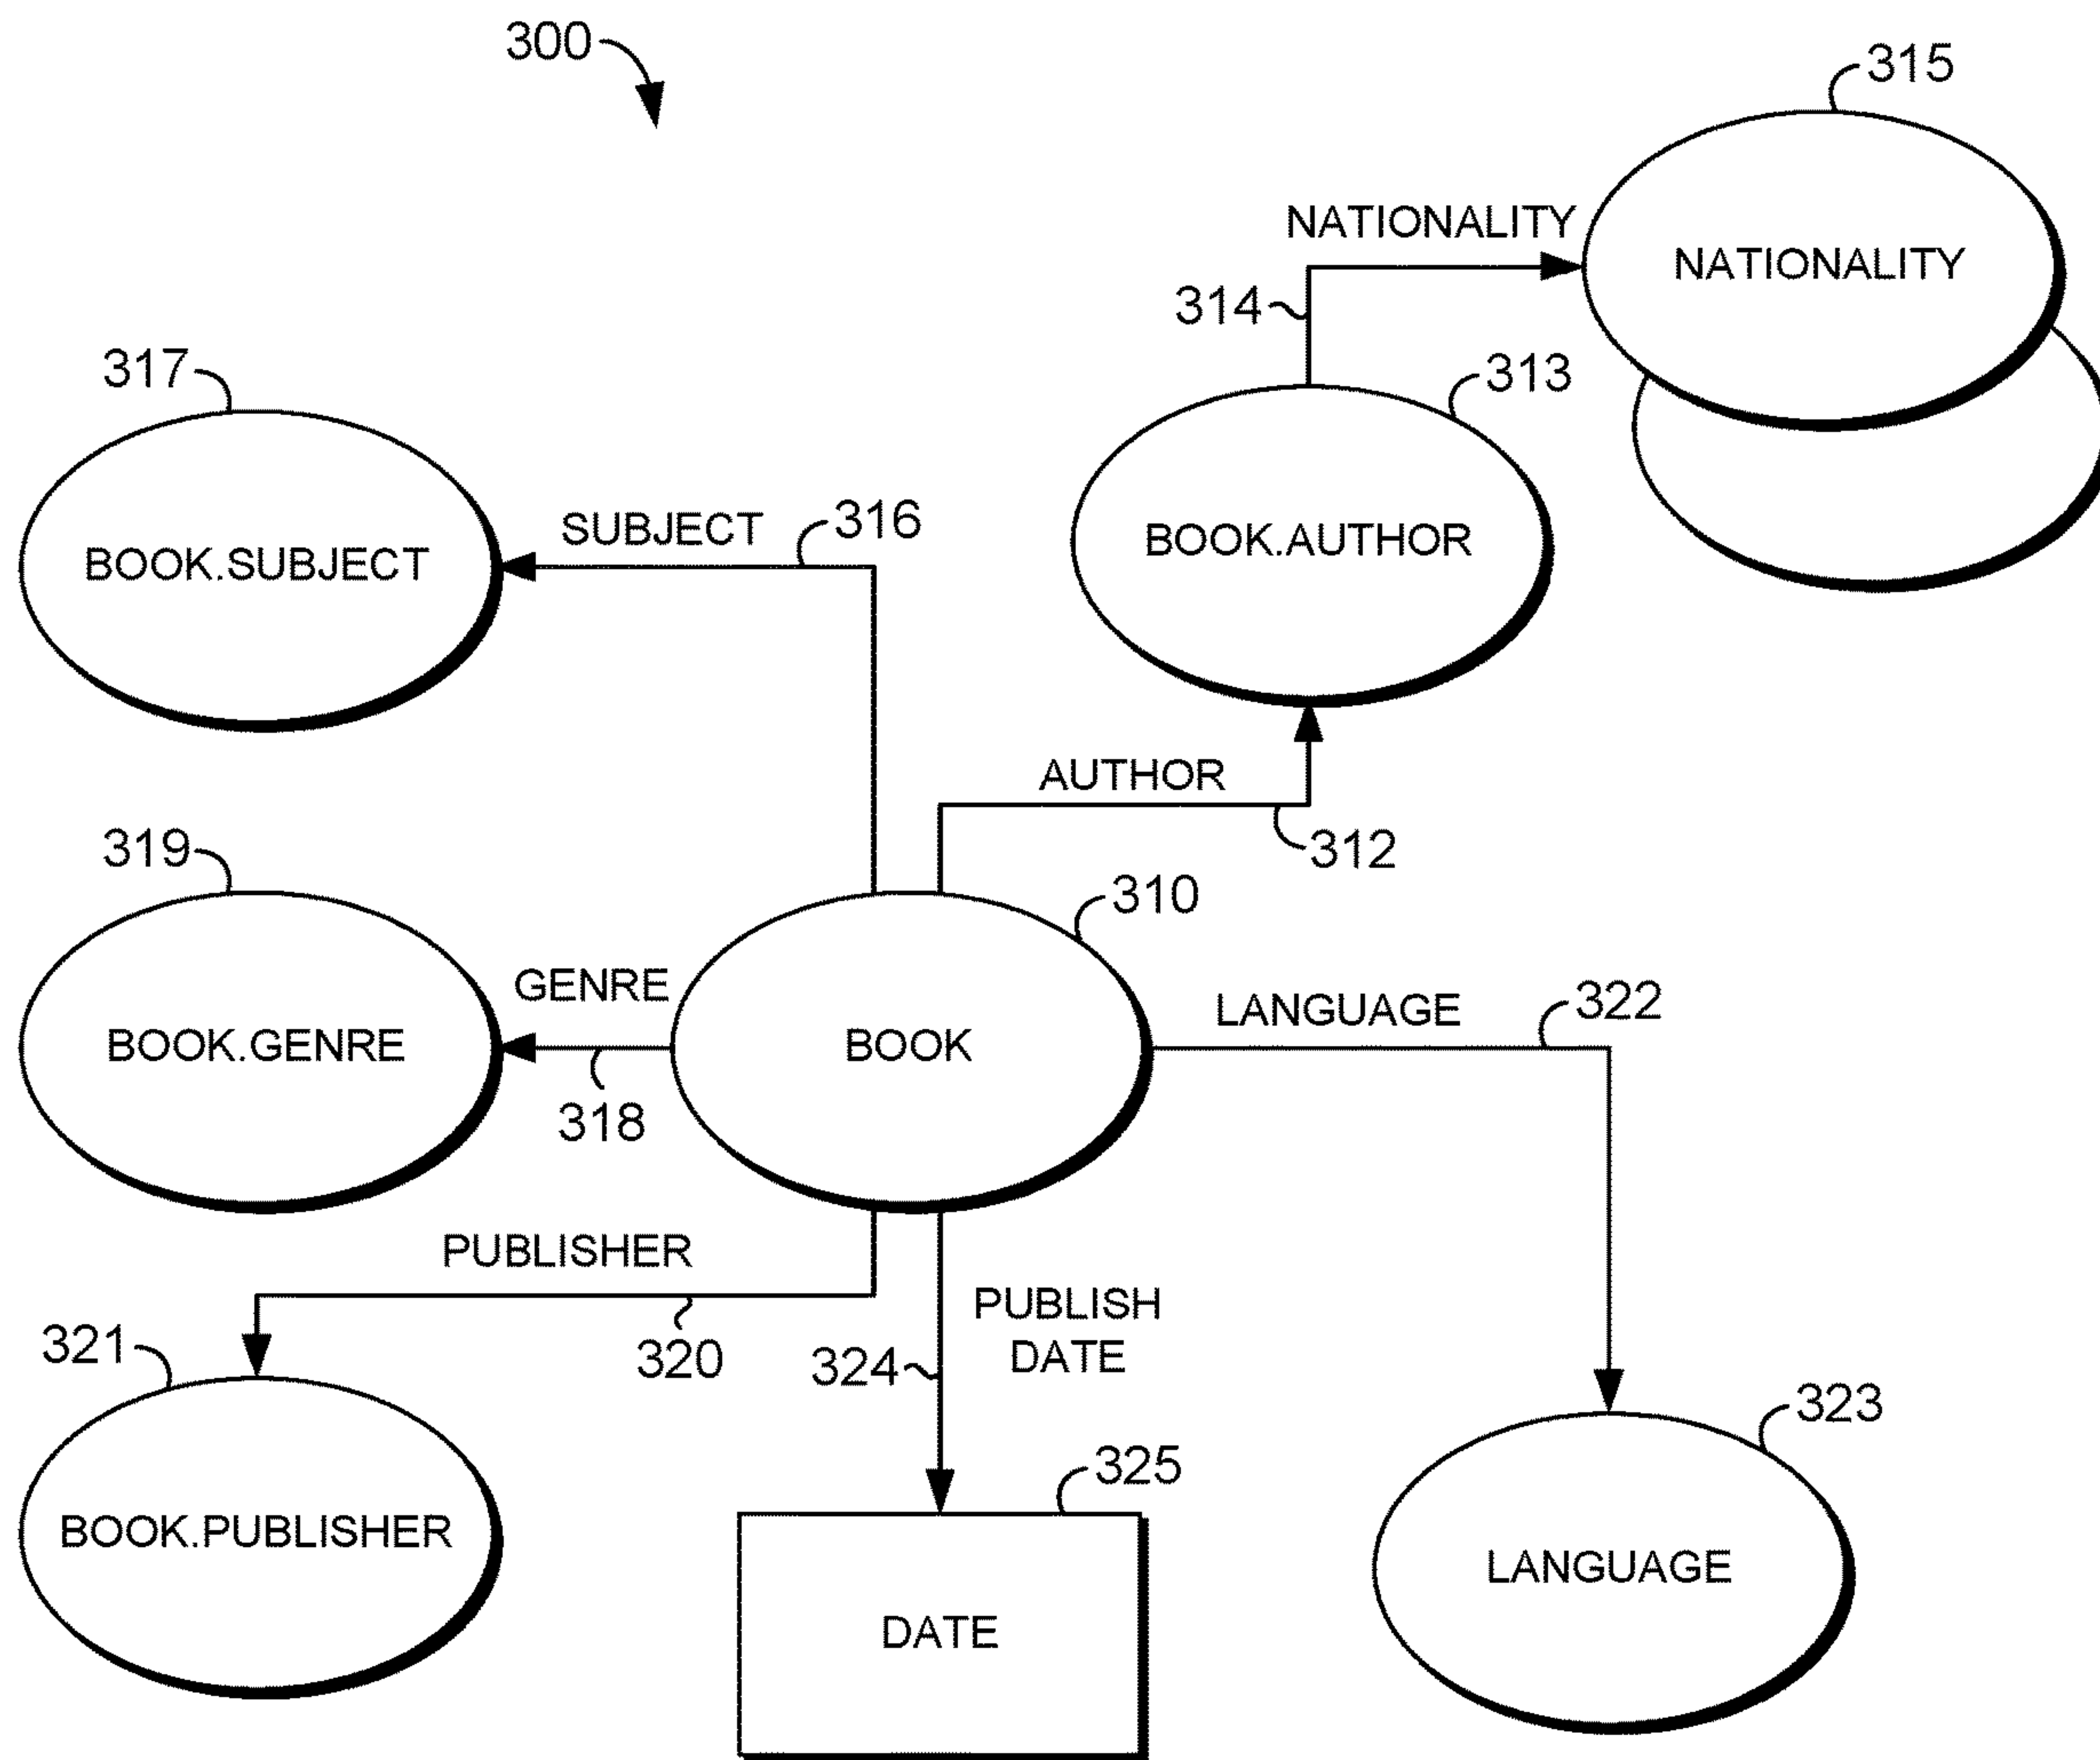 300
315
NATIONALITY
NATIONALITY
314
317
313
SUBJECT
316
BOOK.AUTHOR
BOOK.SUBJECT
AUTHOR
312
319
310
GENRE
LANGUAGE
322
BOOK.GENRE
BOOK
318
PUBLISHER
PUBLISH
DATE
321
320
324
323
325
BOOK.PUBLISHER
LANGUAGE
DATE